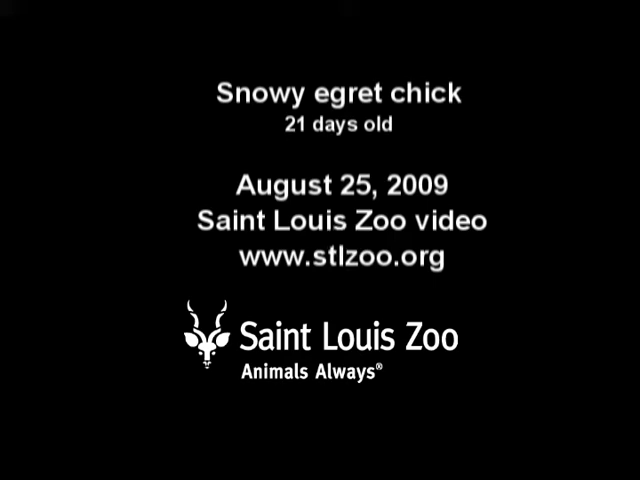 Snowy egret chick
21 days old
August 25, 2009
Saint Louis Zoo video
www.stlzoo.org
Saint Louis Zoo
Animals Always®